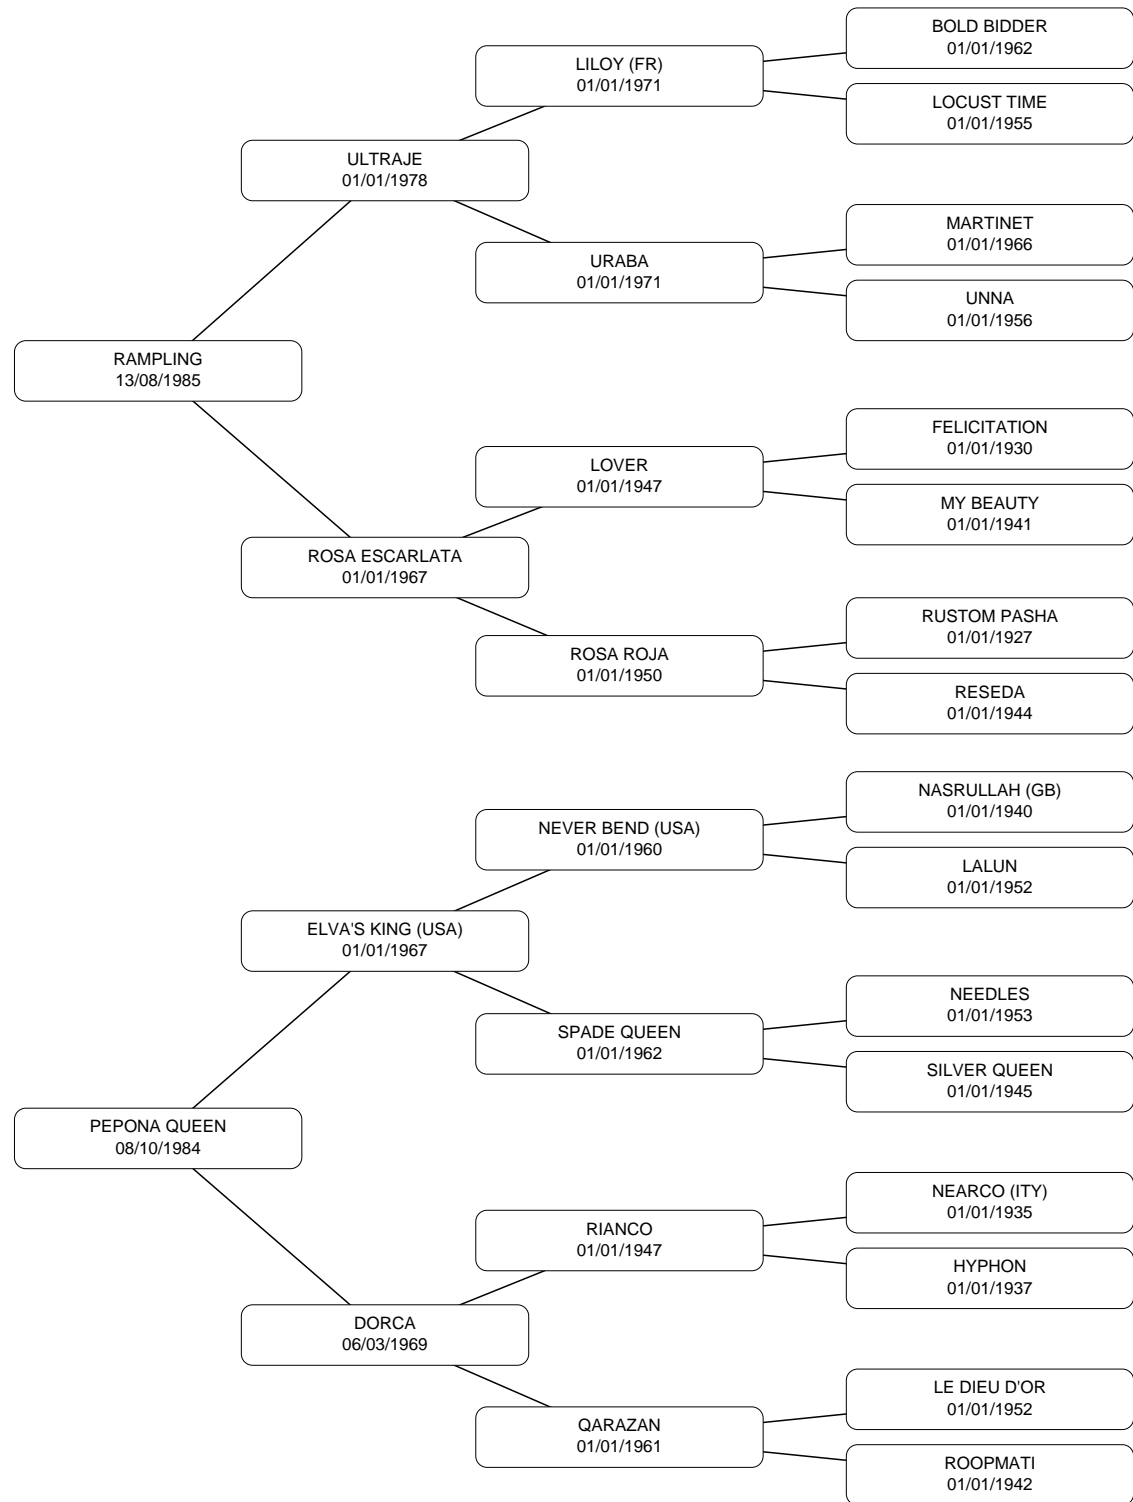 BOLD BIDDER
01/01/1962
LILOY (FR)
01/01/1971
LOCUST TIME
01/01/1955
ULTRAJE
01/01/1978
MARTINET
01/01/1966
URABA
01/01/1971
UNNA
01/01/1956
RAMPLING
13/08/1985
FELICITATION
01/01/1930
LOVER
01/01/1947
MY BEAUTY
01/01/1941
ROSA ESCARLATA
01/01/1967
RUSTOM PASHA
01/01/1927
ROSA ROJA
01/01/1950
RESEDA
01/01/1944
NASRULLAH (GB)
01/01/1940
NEVER BEND (USA)
01/01/1960
LALUN
01/01/1952
ELVA'S KING (USA)
01/01/1967
NEEDLES
01/01/1953
SPADE QUEEN
01/01/1962
SILVER QUEEN
01/01/1945
PEPONA QUEEN
08/10/1984
NEARCO (ITY)
01/01/1935
RIANCO
01/01/1947
HYPHON
01/01/1937
DORCA
06/03/1969
LE DIEU D'OR
01/01/1952
QARAZAN
01/01/1961
ROOPMATI
01/01/1942